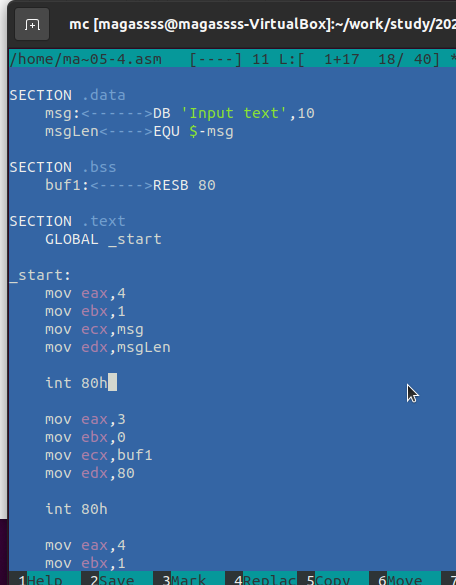 mc [magassss@magassss-VirtualBox]:~/work/study/202
/home/ma~05-4.asm   [----] 11 L:[  1+17  18/ 40] *
SECTION .data
    msg:<------>DB 'Input text',10
    msgLen<---->EQU $-msg
SECTION .bss
    buf1:<----->RESB 80
SECTION .text
    GLOBAL _start
_start:
    mov eax,4
    mov ebx,1
    mov ecx,msg
    mov edx,msgLen
    int 80h
    mov eax,3
    mov ebx,0
    mov ecx,buf1
    mov edx,80
    int 80h
    mov eax,4
    mov ebx,1
1Help  2Save  3Mark  4Replac 5Copy  6Move  7